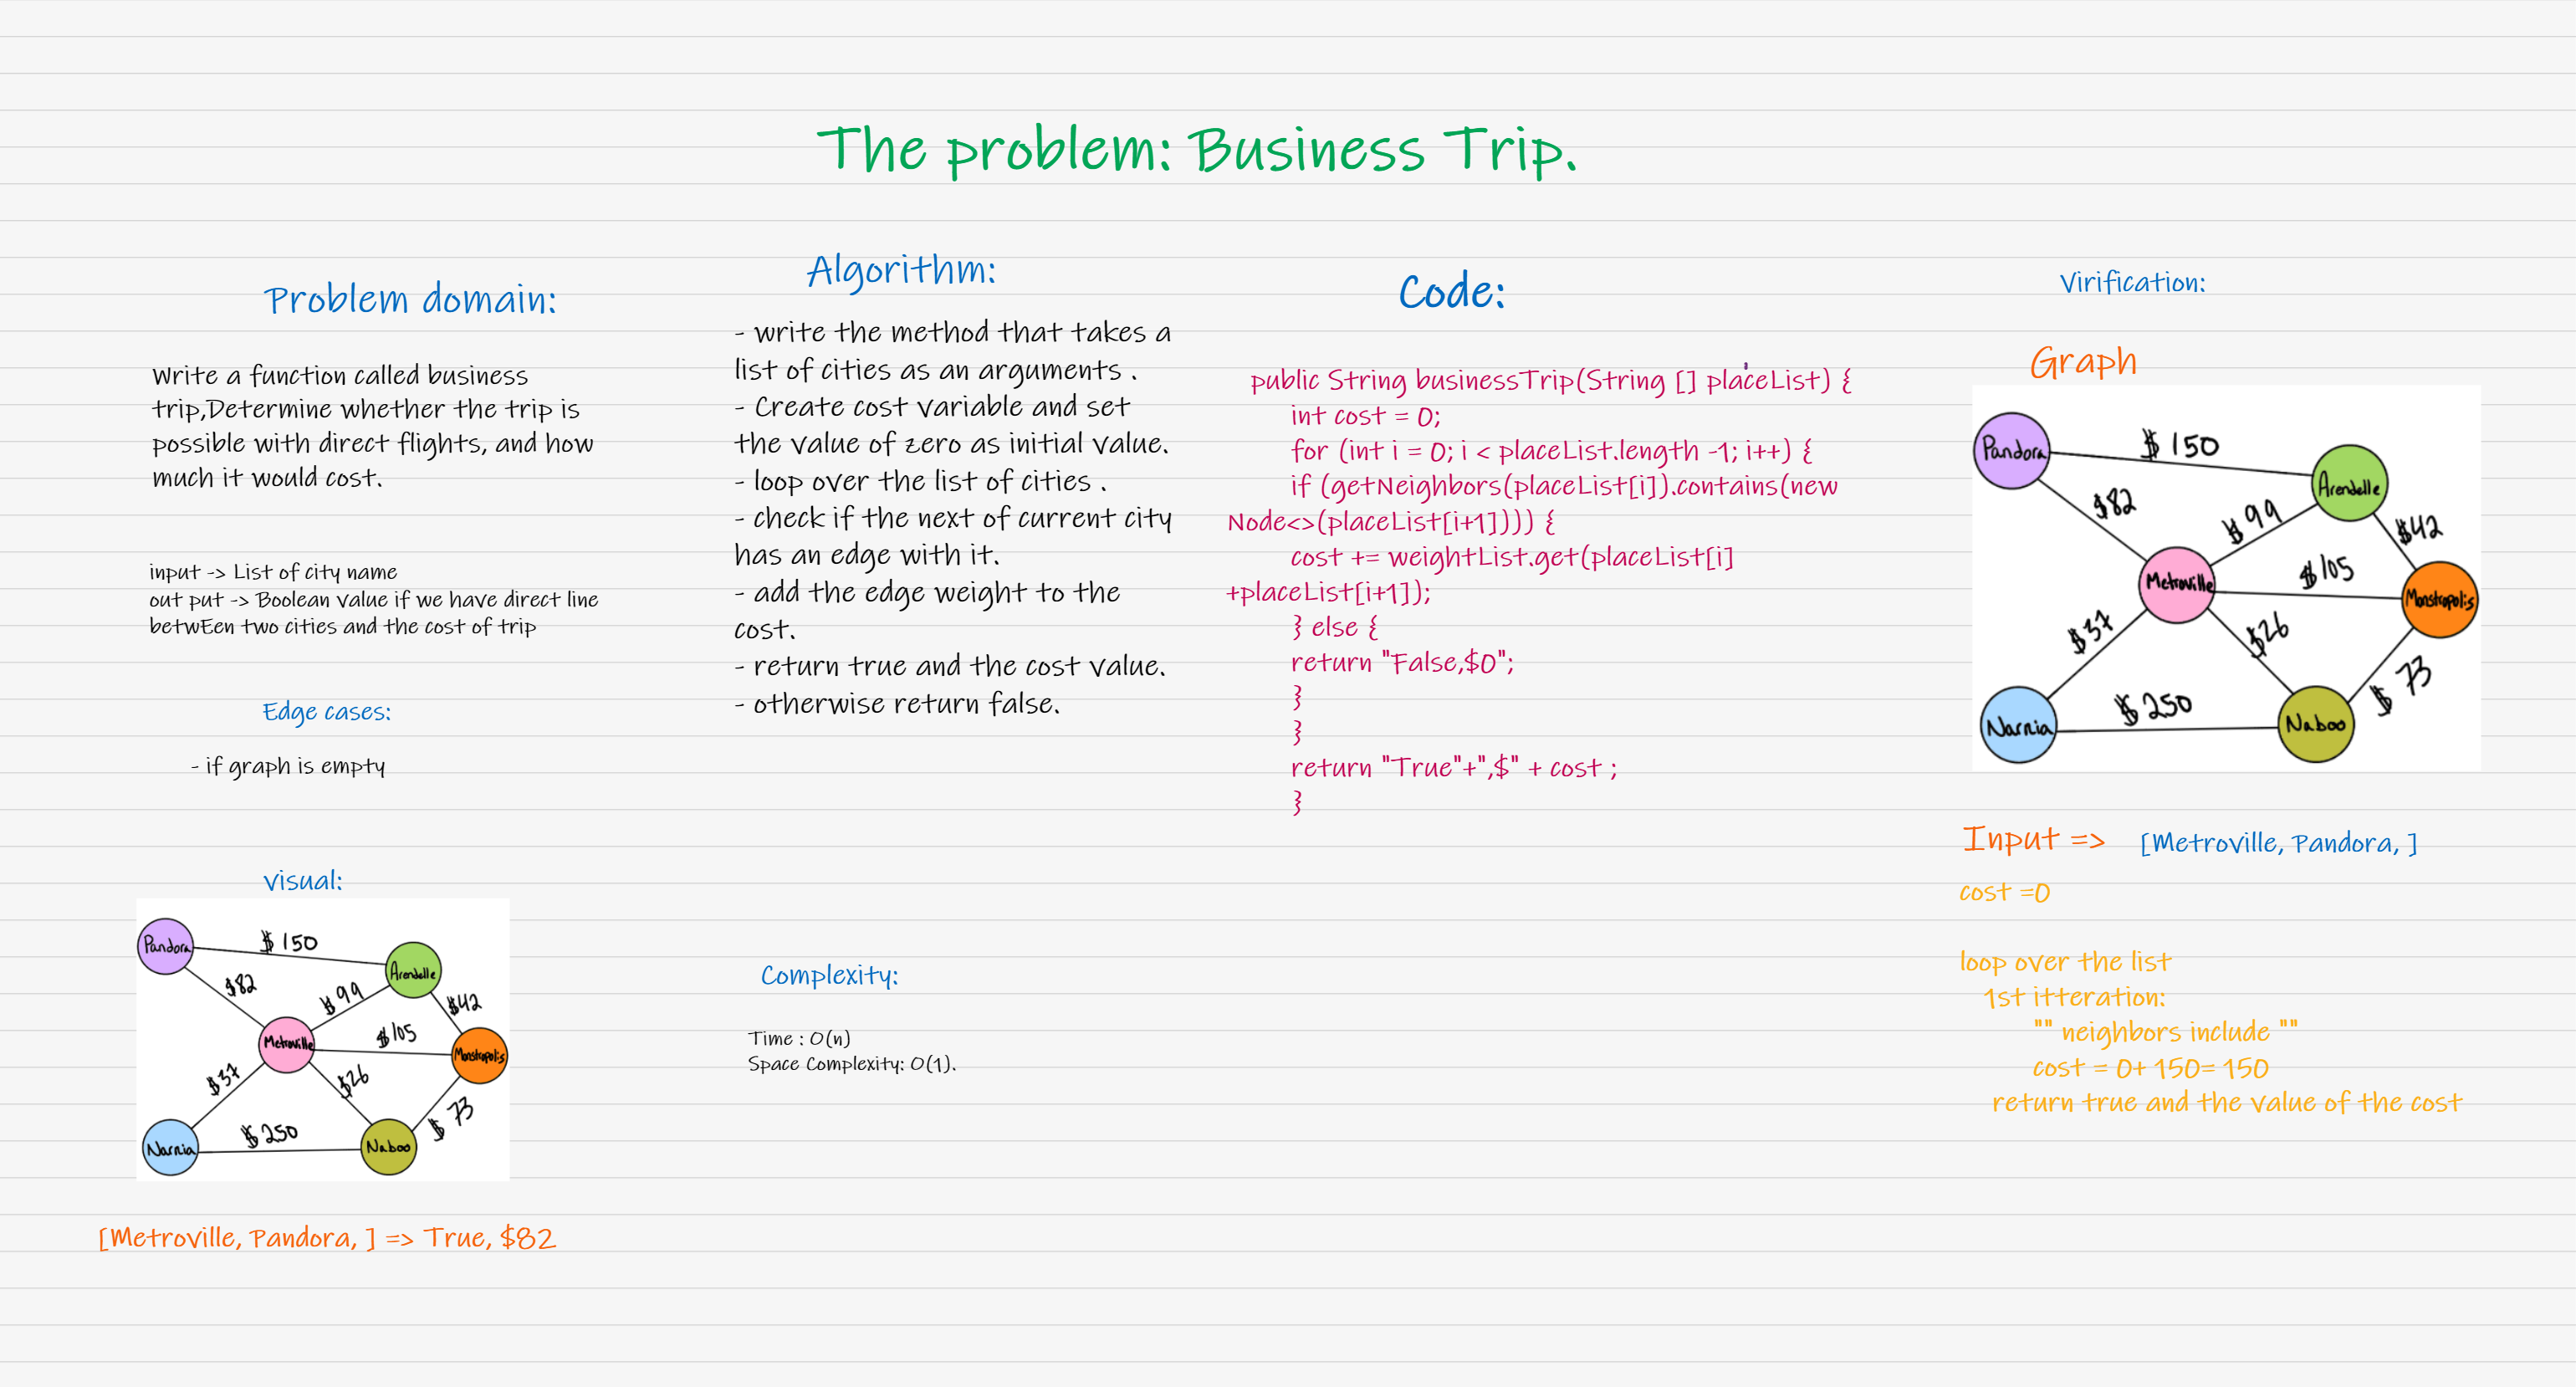 The problem: Business Trip.
Problem domain:
Write a function called business
trip,Determine whether the trip is
possible with direct flights, and how
much it would cost.
input -> List of city name
out put -> Boolean value if we have direct line
betwEen two cities and the cost of trip
Edge cases:
- if graph is empty
visual:
Pandora
$150
Arendelle
$82
$99
$42
Metroville
$105
Monstropolis
$37
$26
$73
Narnia
$250
Naboo
[Metroville, Pandora, ] => True, $82
Algorithm:
- write the method that takes a
list of cities as an arguments .
- Create cost variable and set
the value of zero as initial value.
- loop over the list of cities .
- check if the next of current city
has an edge with it.
- add the edge weight to the
cost.
- return true and the cost value.
- otherwise return false.
Complexity:
Time : O(n)
Space Complexity: O(1).
Code:
public String businessTrip(String [] placeList) {
int cost = 0;
for (int i = 0; i < placeList.length -1; i++) {
if (getNeighbors(placeList[i]).contains(new
Node<>(placeList[i+1]))) {
cost += weightList.get(placeList[i]
+placeList[i+1]);
} else {
return "False,$0";
}
}
return "True"+",$" + cost ;
}
Virification:
Graph
Pandora
$150
Arendelle
$82
$99
$42
Metroville
$105
Monstropolis
$37
$26
$73
Narnia
$250
Naboo
Input => [Metroville, Pandora, ]
cost =0
loop over the list
1st itteration:
"" neighbors include ""
cost = 0+ 150= 150
return true and the value of the cost